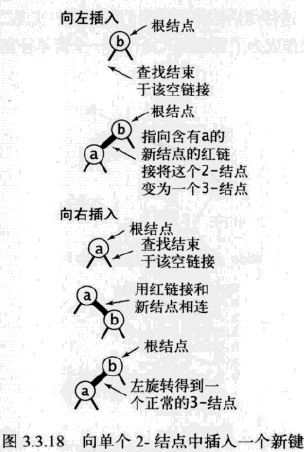 向左插入
根结点
b
查找结束
于该空链接
根结点
b
指向含有a的
a
新结点的红链
接将这个2-结点
变为一个3-结点
向右插入
根结点
a
查找结束
于该空链接
a
用红链接和
新结点相连
b
根结点
b
a
左旋转得到一
个正常的3-结点
图 3.3.18 向单个 2- 结点中插入一个新键